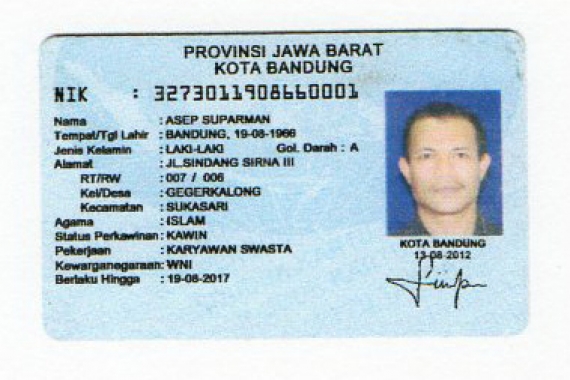 PROVINSI JAWA BARAT
KOTA BANDUNG
NIK : 3273011908660001
Nama : ASEP SUPARMAN
Tempat/Tgl Lahir : BANDUNG, 19-08-1966
Jenis Kelamin : LAKI-LAKI Gol. Darah : A
Alamat : JL.SINDANG SIRNA III
RT/RW : 007 / 006
Kel/Desa : GEGERKALONG
Kecamatan : SUKASARI
Agama : ISLAM
Status Perkawinan : KAWIN
Pekerjaan : KARYAWAN SWASTA
Kewarganegaraan: WNI
Berlaku Hingga : 19-08-2017
KOTA BANDUNG
13-08-2012